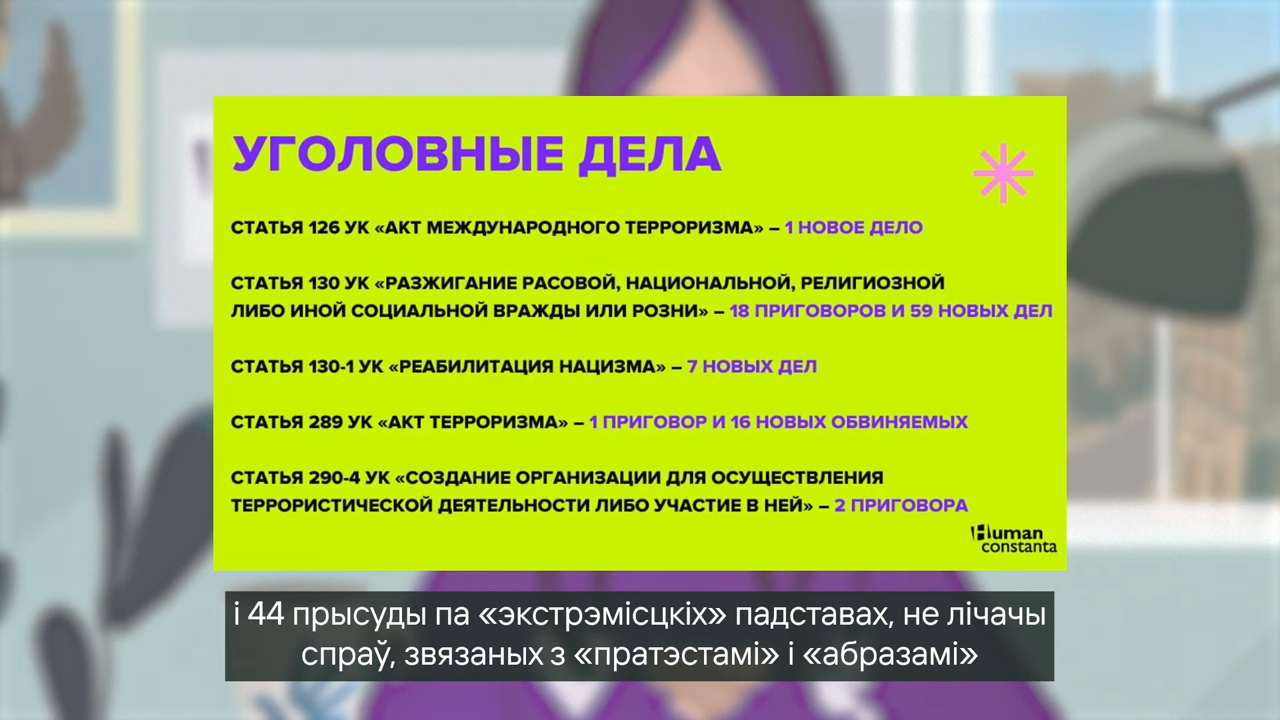 УГОЛОВНЫЕ ДЕЛА
СТАТЬЯ 126 УК «АКТ МЕЖДУНАРОДНОГО ТЕРРОРИЗМА» – 1 НОВОЕ ДЕЛО
СТАТЬЯ 130 УК «РАЗЖИГАНИЕ РАСОВОЙ, НАЦИОНАЛЬНОЙ, РЕЛИГИОЗНОЙ
ЛИБО ИНОЙ СОЦИАЛЬНОЙ ВРАЖДЫ ИЛИ РОЗНИ» – 18 ПРИГОВОРОВ И 59 НОВЫХ ДЕЛ
СТАТЬЯ 130-1 УК «РЕАБИЛИТАЦИЯ НАЦИЗМА» – 7 НОВЫХ ДЕЛ
СТАТЬЯ 289 УК «АКТ ТЕРРОРИЗМА» – 1 ПРИГОВОР И 16 НОВЫХ ОБВИНЯЕМЫХ
СТАТЬЯ 290-4 УК «СОЗДАНИЕ ОРГАНИЗАЦИИ ДЛЯ ОСУЩЕСТВЛЕНИЯ
ТЕРРОРИСТИЧЕСКОЙ ДЕЯТЕЛЬНОСТИ ЛИБО УЧАСТИЕ В НЕЙ» – 2 ПРИГОВОРА
Human
constanta
і 44 прысуды па «экстрэмісцкіх» падставах, не лічачы
спраў, звязаных з «пратэстамі» і «абразамі»